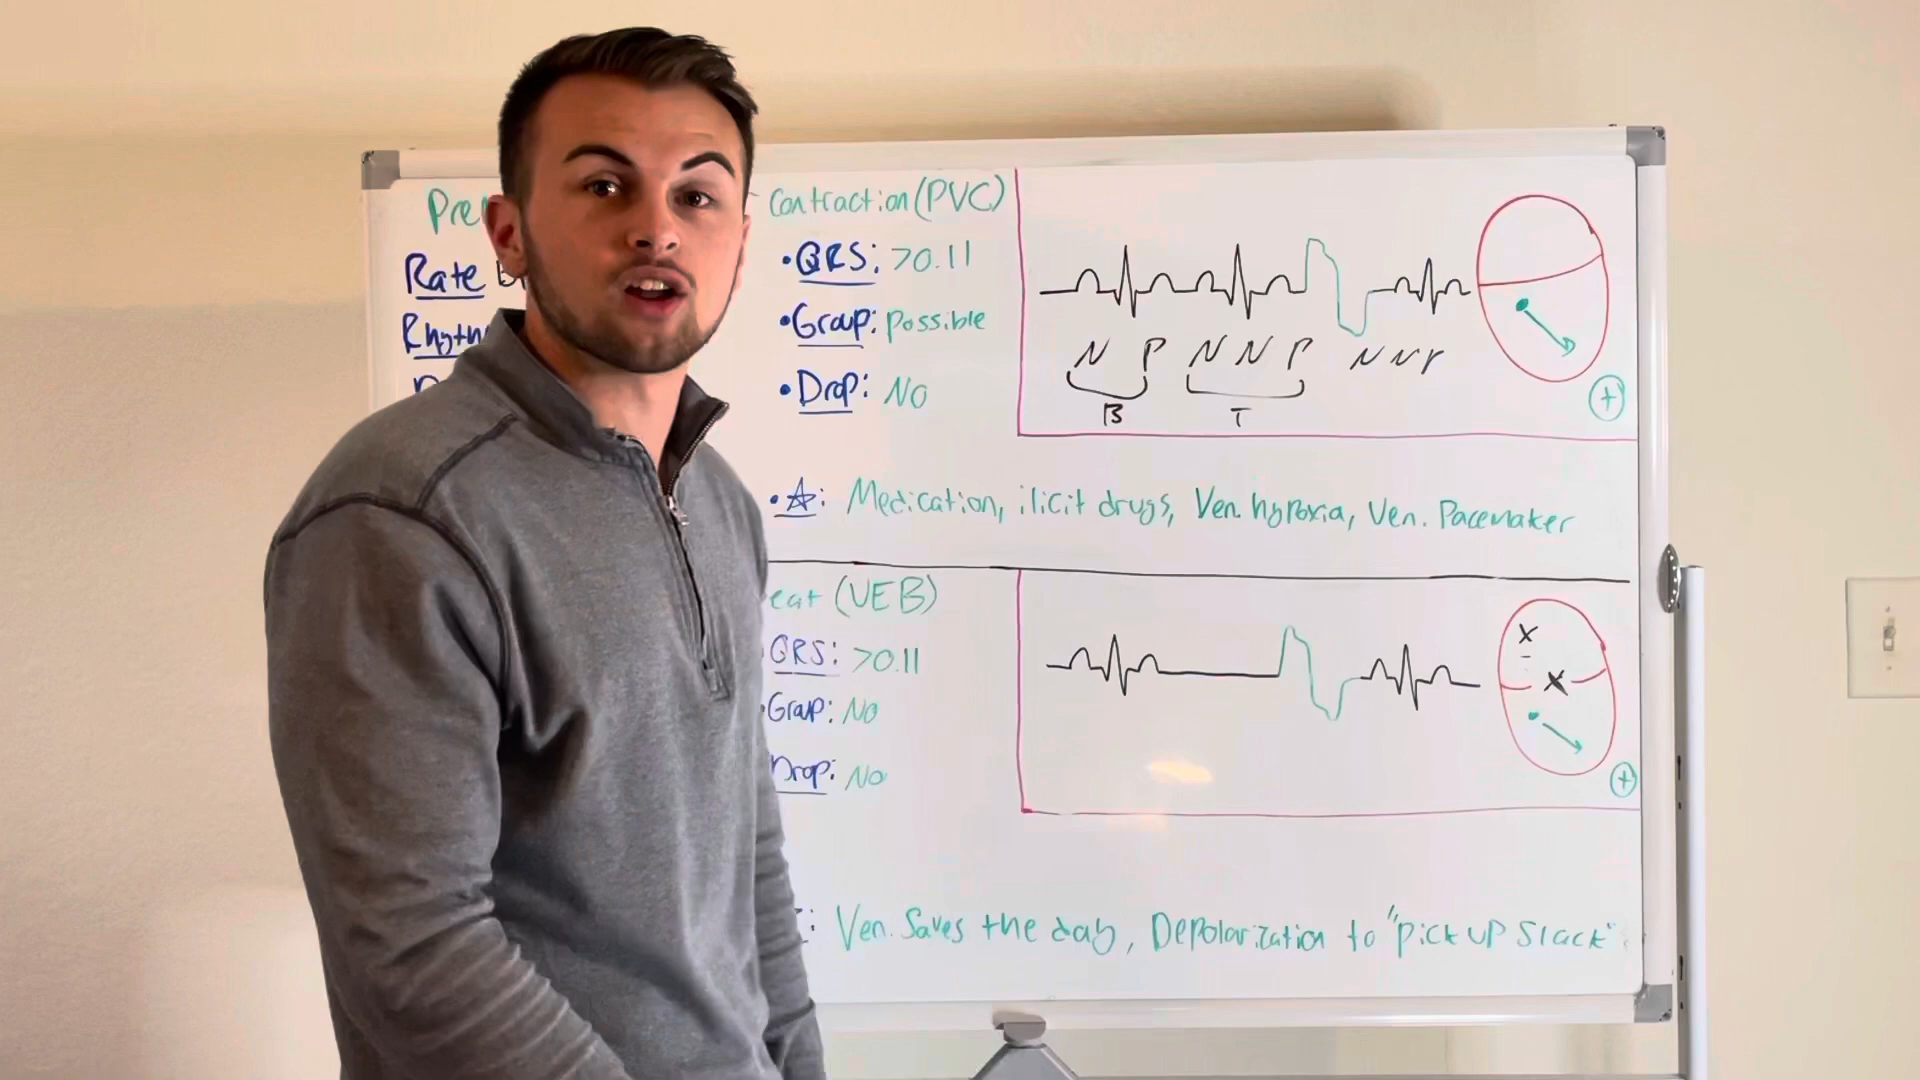 Contraction (PVC)
Rate
• QRS: >0.11
• Group: Possible
• Drop: NO
N P N N P N N P
B T
+
• ☆: Medication, ilicit drugs, Ven. hypoxia, Ven. Pacemaker
(VEB)
QRS: >0.11
Group: No
Drop: No
X
X
+
: Ven. Saves the day, Depolarization to "pick up Slack"